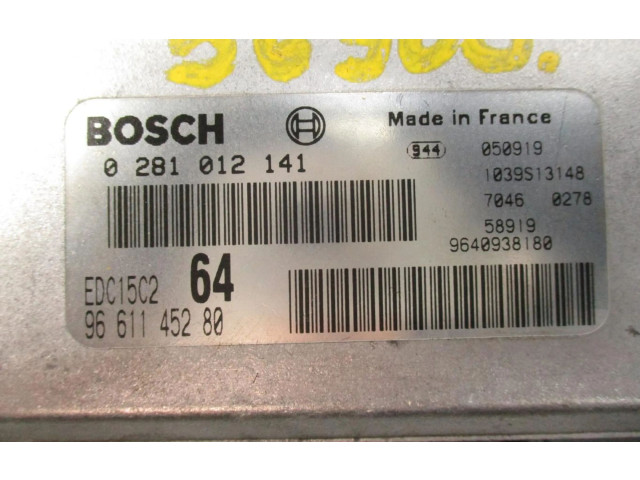 BOSCH
Made in France
0 281 012 141
944 050919
1039S13148
7046 0278
58919
9640938180
EDC15C2 64
96 611 452 80